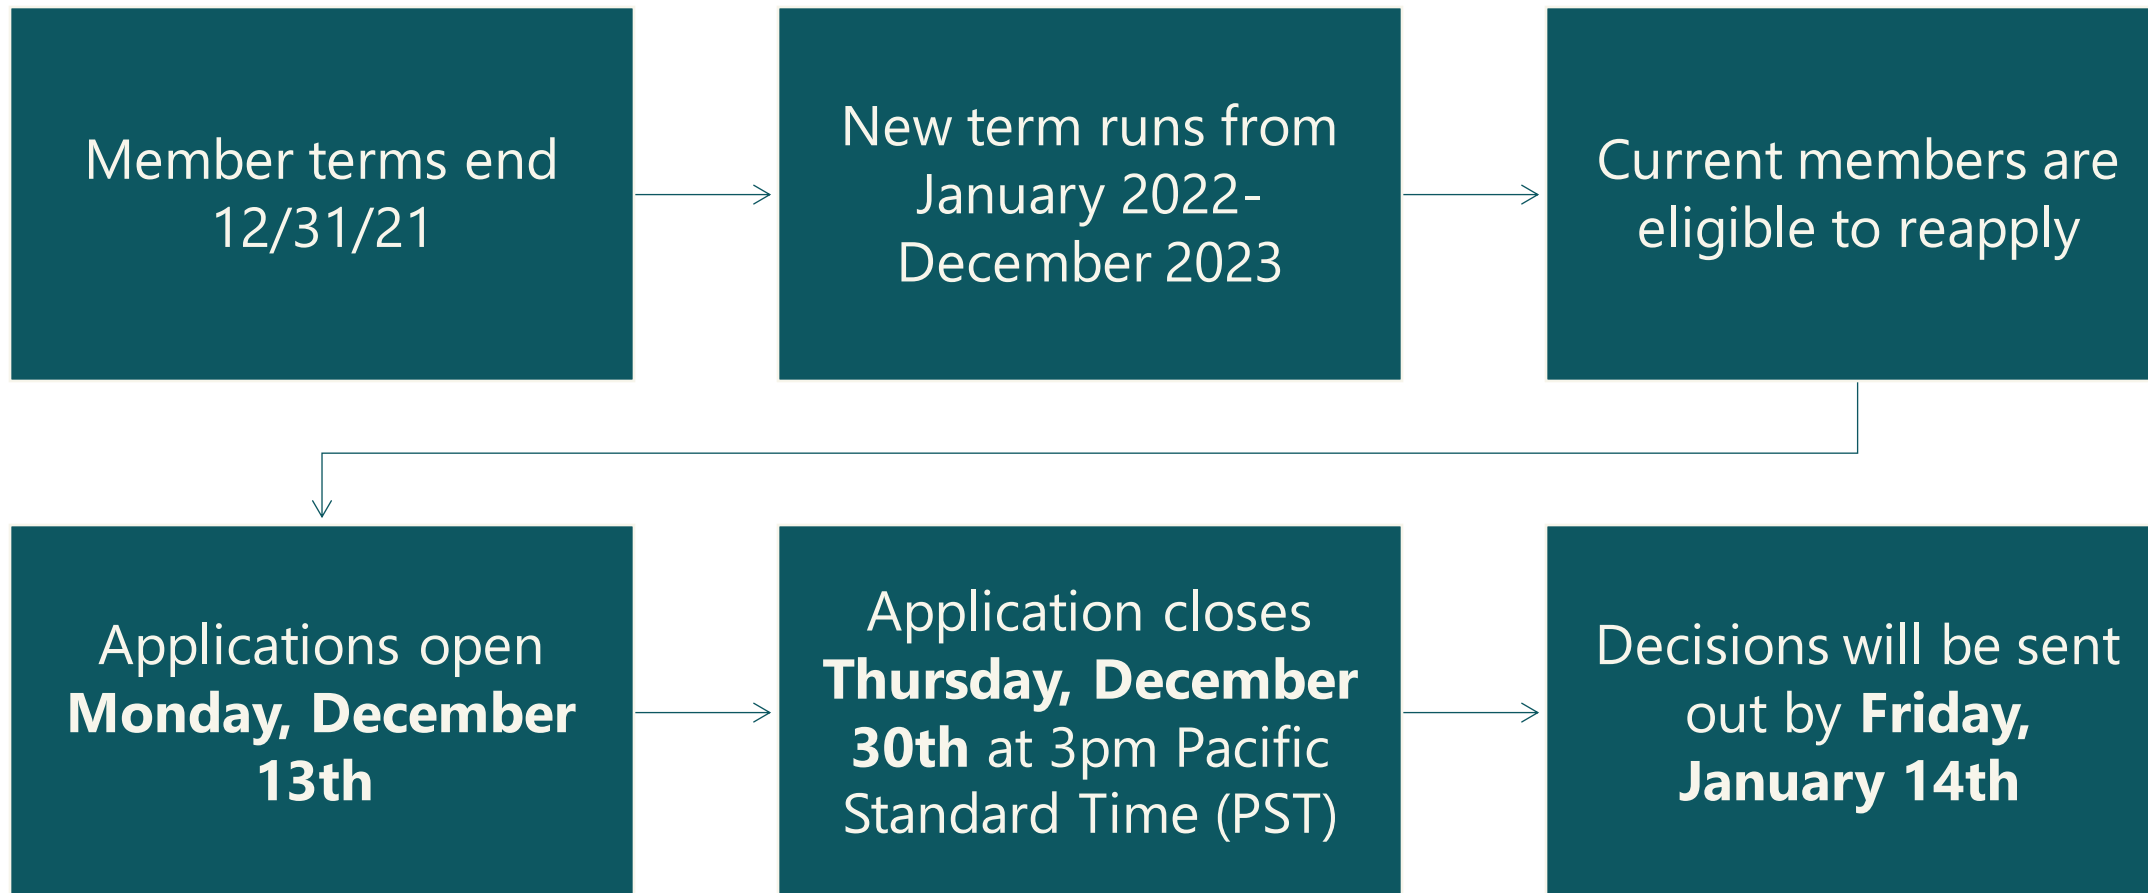 Member terms end
12/31/21
New term runs from
January 2022-
December 2023
Current members are
eligible to reapply
Applications open
Monday, December
13th
Application closes
Thursday, December
30th at 3pm Pacific
Standard Time (PST)
Decisions will be sent
out by Friday,
January 14th